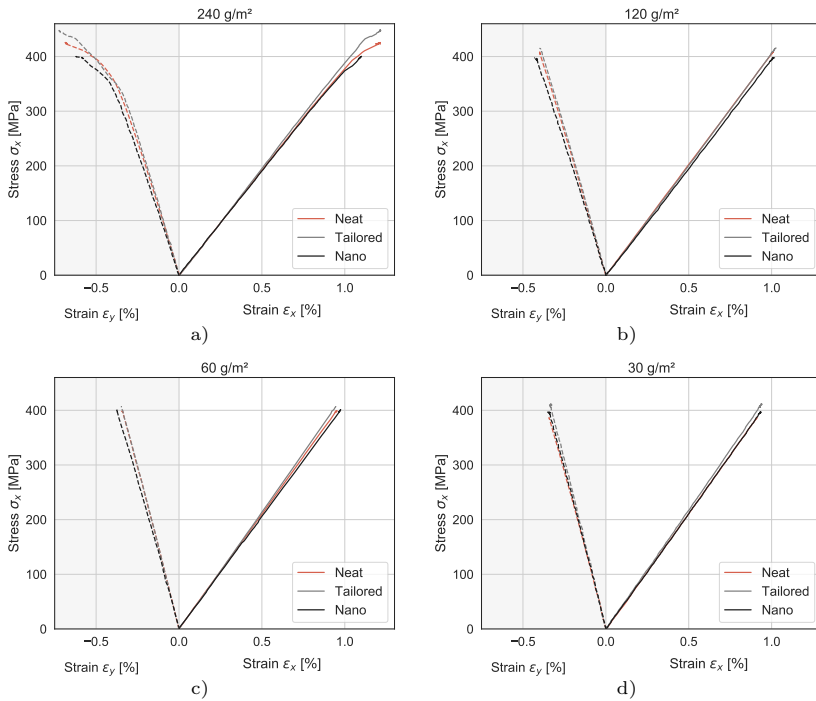 240 g/m²
Stress σₓ [MPa]
400
300
200
100
0
−0.5
0.0
0.5
1.0
Strain εᵧ [%]
Strain εₓ [%]
Neat
Tailored
Nano
a)
120 g/m²
Stress σₓ [MPa]
400
300
200
100
0
−0.5
0.0
0.5
1.0
Strain εᵧ [%]
Strain εₓ [%]
Neat
Tailored
Nano
b)
60 g/m²
Stress σₓ [MPa]
400
300
200
100
0
−0.5
0.0
0.5
1.0
Strain εᵧ [%]
Strain εₓ [%]
Neat
Tailored
Nano
c)
30 g/m²
Stress σₓ [MPa]
400
300
200
100
0
−0.5
0.0
0.5
1.0
Strain εᵧ [%]
Strain εₓ [%]
Neat
Tailored
Nano
d)